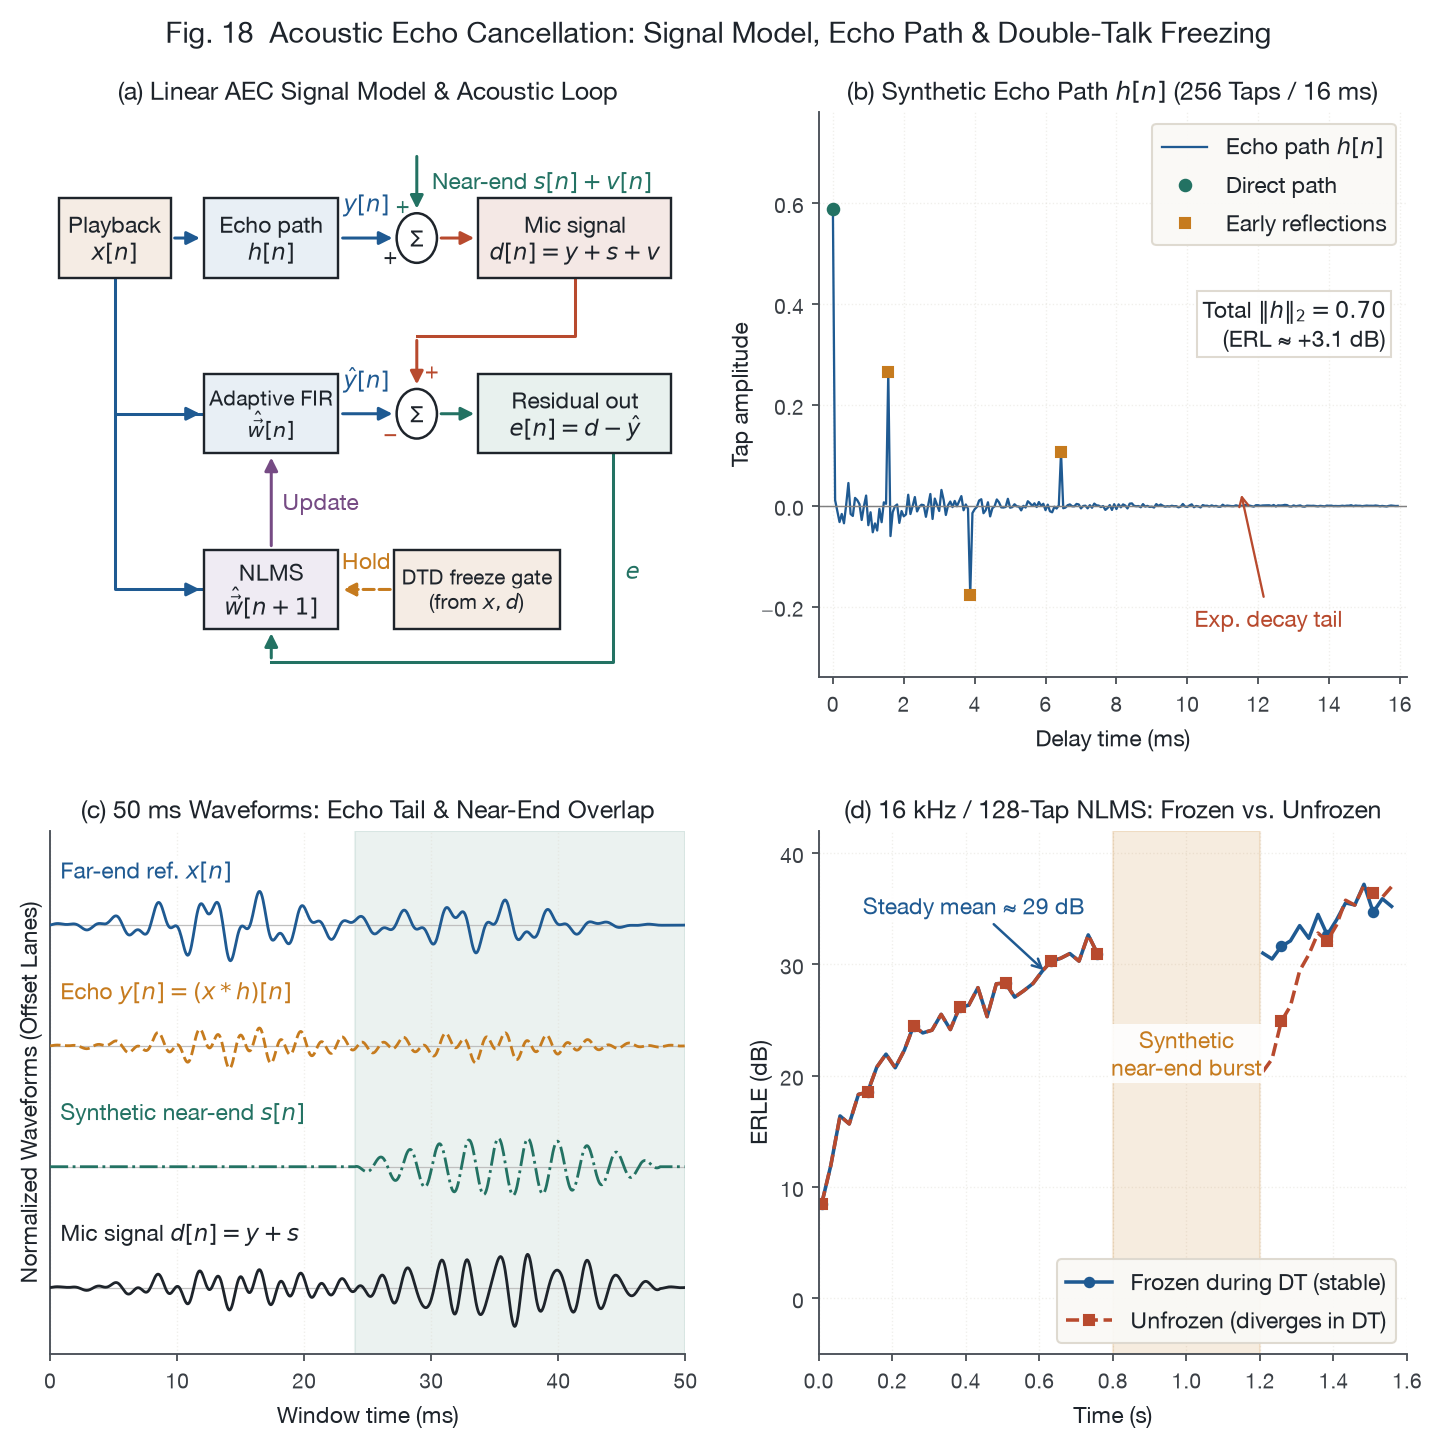 Fig. 18  Acoustic Echo Cancellation: Signal Model, Echo Path & Double-Talk Freezing
(a) Linear AEC Signal Model & Acoustic Loop
Near-end s[n] + v[n]
Playback
x[n]
Echo path
h[n]
y[n]
+
+
Σ
Mic signal
d[n] = y + s + v
Adaptive FIR
ŵ⃗[n]
ŷ[n]
+
−
Σ
Residual out
e[n] = d − ŷ
Update
NLMS
ŵ⃗[n + 1]
Hold
DTD freeze gate
(from x, d)
e
(b) Synthetic Echo Path h[n] (256 Taps / 16 ms)
Echo path h[n]
Direct path
Early reflections
Total ‖h‖₂ = 0.70
(ERL ≈ +3.1 dB)
Exp. decay tail
Tap amplitude
0.6
0.4
0.2
0.0
−0.2
0 2 4 6 8 10 12 14 16
Delay time (ms)
(c) 50 ms Waveforms: Echo Tail & Near-End Overlap
Normalized Waveforms (Offset Lanes)
Far-end ref. x[n]
Echo y[n] = (x * h)[n]
Synthetic near-end s[n]
Mic signal d[n] = y + s
0 10 20 30 40 50
Window time (ms)
(d) 16 kHz / 128-Tap NLMS: Frozen vs. Unfrozen
ERLE (dB)
40
30
20
10
0
Steady mean ≈ 29 dB
Synthetic
near-end burst
Frozen during DT (stable)
Unfrozen (diverges in DT)
0.0 0.2 0.4 0.6 0.8 1.0 1.2 1.4 1.6
Time (s)